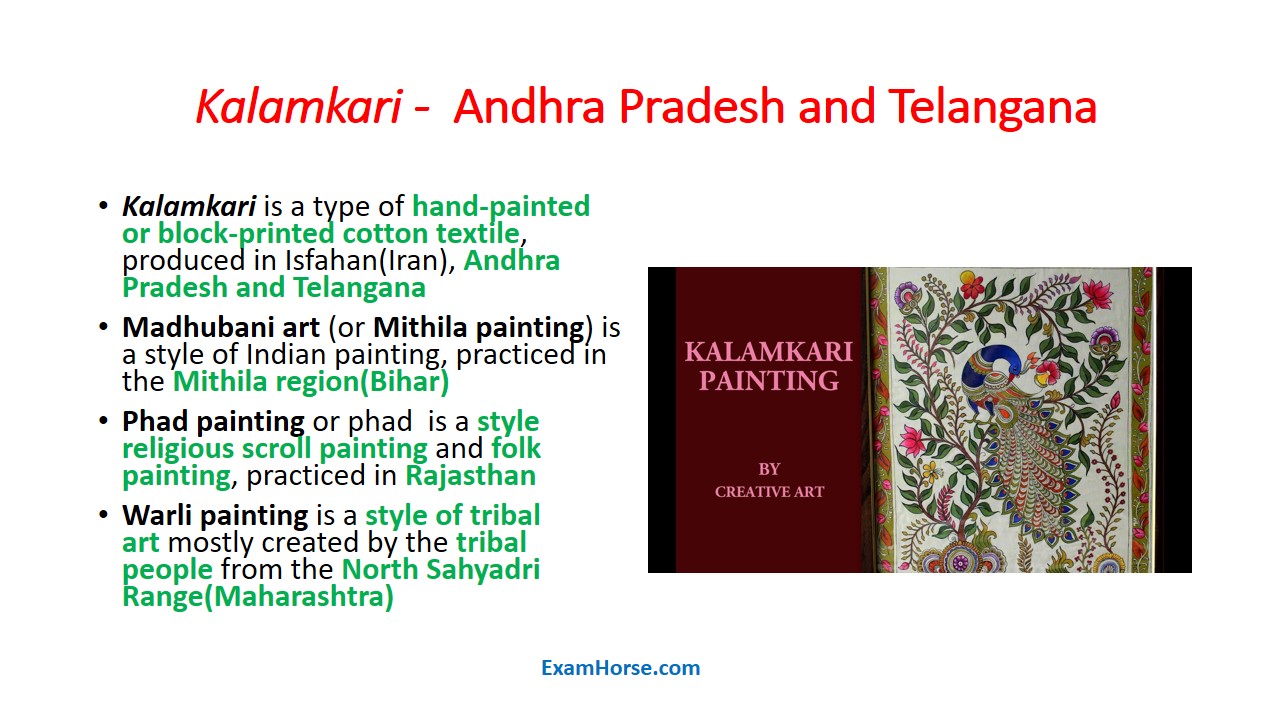 Kalamkari - Andhra Pradesh and Telangana
• Kalamkari is a type of hand-painted
or block-printed cotton textile,
produced in Isfahan(Iran), Andhra
Pradesh and Telangana
• Madhubani art (or Mithila painting) is
a style of Indian painting, practiced in
the Mithila region(Bihar)
• Phad painting or phad is a style
religious scroll painting and folk
painting, practiced in Rajasthan
• Warli painting is a style of tribal
art mostly created by the tribal
people from the North Sahyadri
Range(Maharashtra)
KALAMKARI
PAINTING
BY
CREATIVE ART
ExamHorse.com